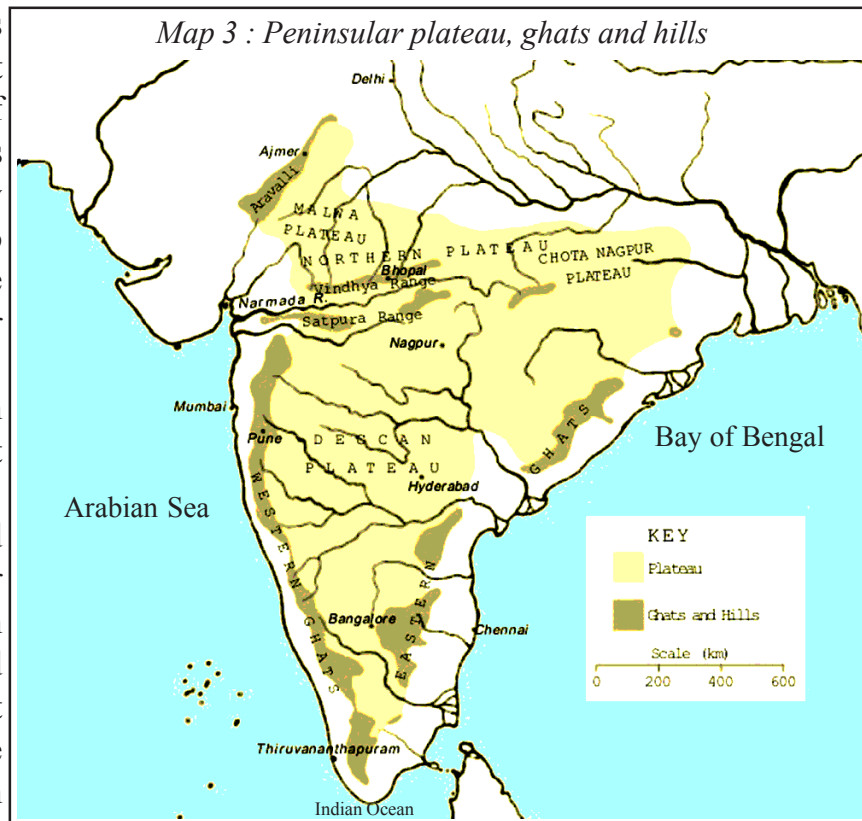 Map 3 : Peninsular plateau, ghats and hills
Delhi
Ajmer
Aravalli
MALWA
PLATEAU
NORTHERN PLATEAU
Bhopal
CHOTA NAGPUR
PLATEAU
Vindhya Range
Narmada R.
Satpura Range
Nagpur
Mumbai
Pune
DECCAN
PLATEAU
Hyderabad
GHATS
Bay of Bengal
Arabian Sea
WESTERN GHATS
EASTERN
Bangalore
Chennai
Thiruvananthapuram
Indian Ocean
KEY
Plateau
Ghats and Hills
Scale (km)
0 200 400 600